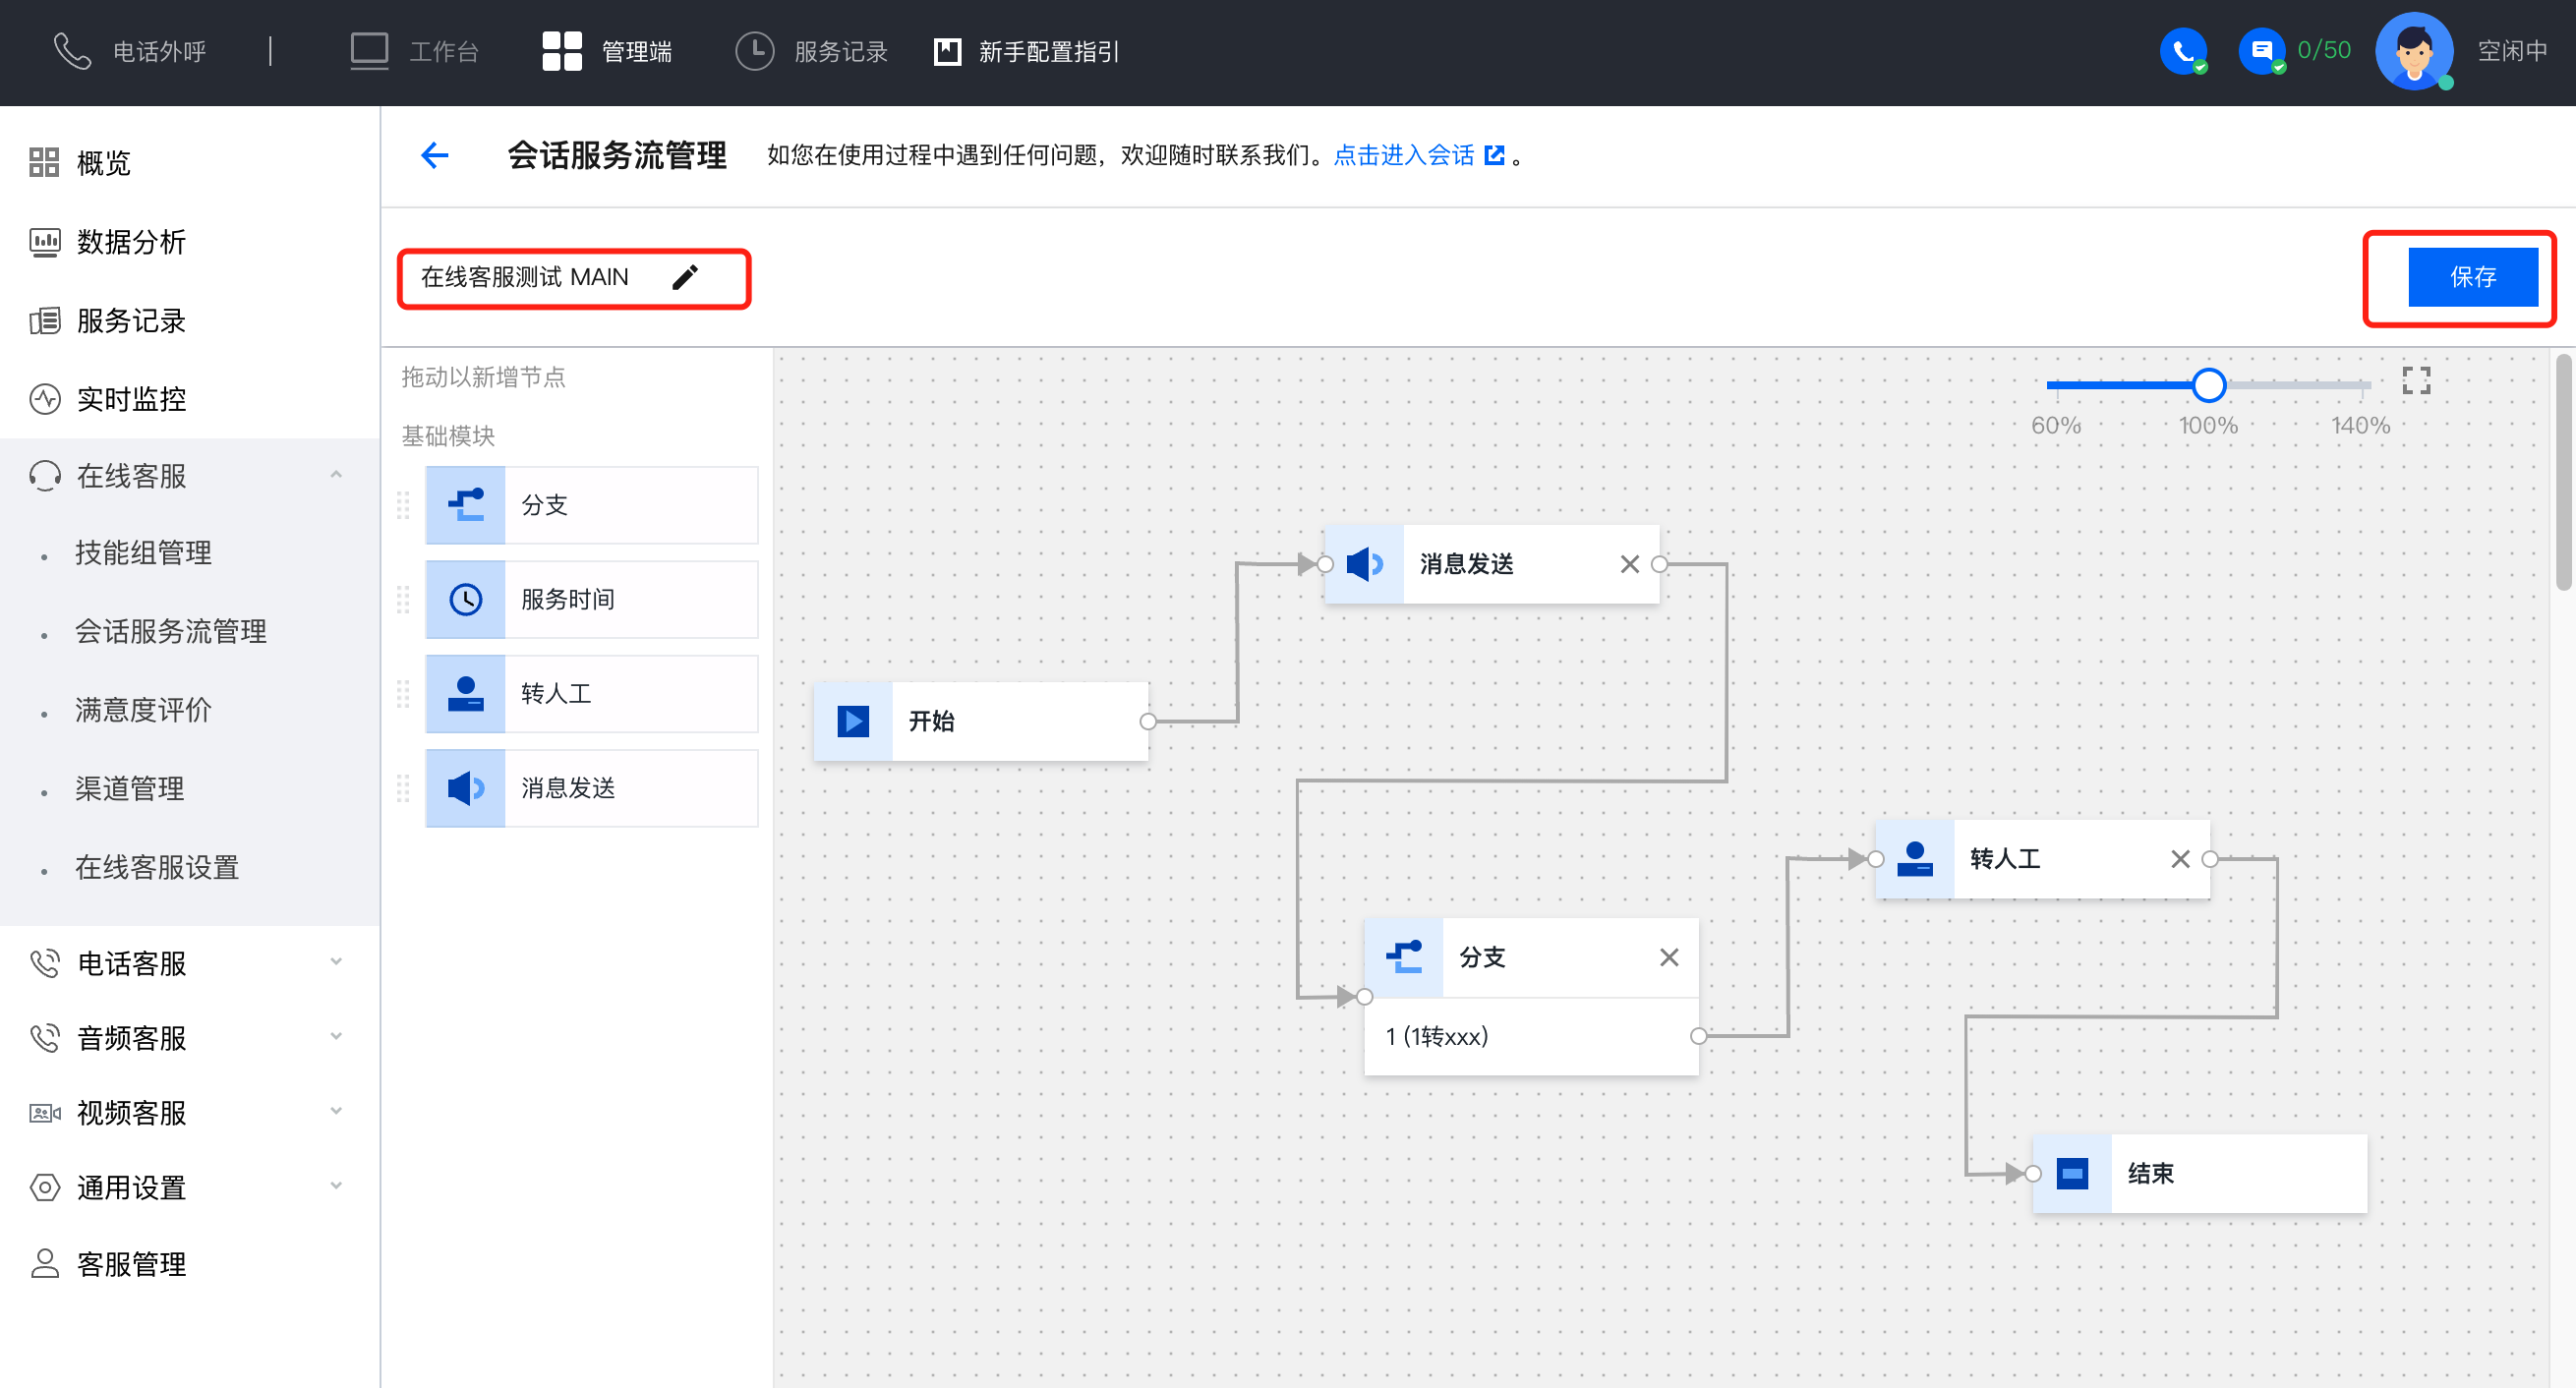 电话外呼 | 工作台 管理端 服务记录 新手配置指引 0/50 空闲中
概览
数据分析
服务记录
实时监控
在线客服
技能组管理
会话服务流管理
满意度评价
渠道管理
在线客服设置
电话客服
音频客服
视频客服
通用设置
客服管理
会话服务流管理 如您在使用过程中遇到任何问题，欢迎随时联系我们。点击进入会话 。
在线客服测试 MAIN
保存
拖动以新增节点
基础模块
分支
服务时间
转人工
消息发送
60% 100% 140%
消息发送
开始
转人工
分支
1 (1转xxx)
结束